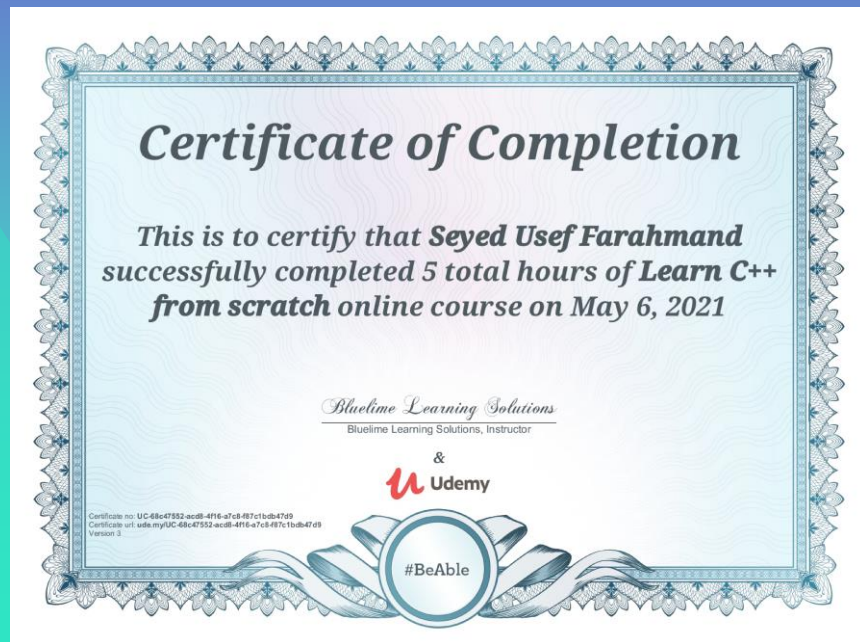 Certificate of Completion
This is to certify that Seyed Usef Farahmand
successfully completed 5 total hours of Learn C++
from scratch online course on May 6, 2021
Bluelime Learning Solutions
Bluelime Learning Solutions, Instructor
&
Udemy
Certificate no: UC-68c47552-acd8-4f16-a7c8-f87c1bdb47d9
Certificate url: ude.my/UC-68c47552-acd8-4f16-a7c8-f87c1bdb47d9
Version 3
#BeAble